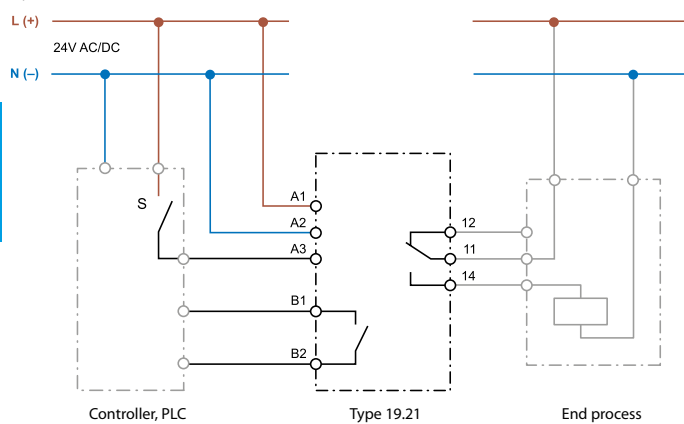 L (+)
24V AC/DC
N (–)
S
A1
A2
A3
B1
B2
12
11
14
Controller, PLC
Type 19.21
End process